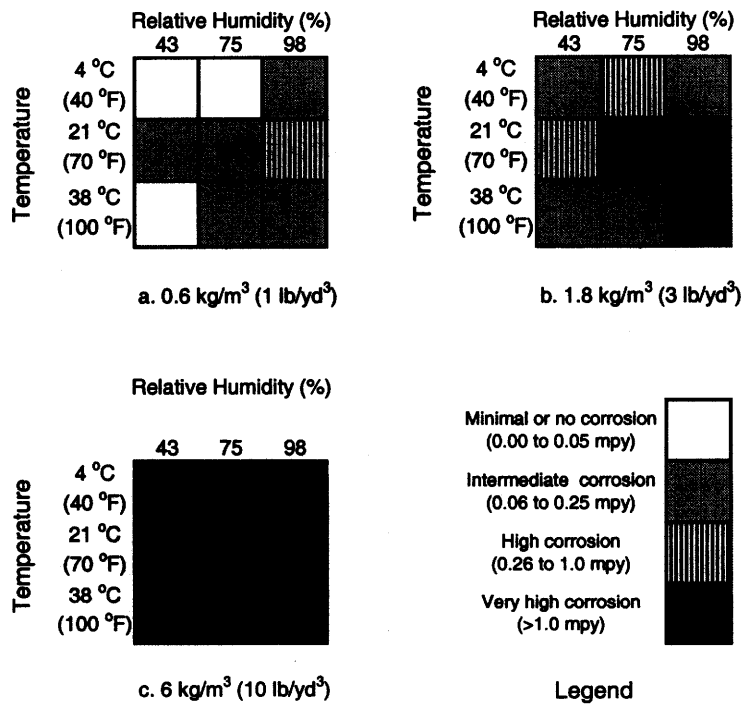 Relative Humidity (%)
43 75 98
Temperature
4 °C
(40 °F)
21 °C
(70 °F)
38 °C
(100 °F)
a. 0.6 kg/m³ (1 lb/yd³)
Relative Humidity (%)
43 75 98
Temperature
4 °C
(40 °F)
21 °C
(70 °F)
38 °C
(100 °F)
b. 1.8 kg/m³ (3 lb/yd³)
Relative Humidity (%)
43 75 98
Temperature
4 °C
(40 °F)
21 °C
(70 °F)
38 °C
(100 °F)
c. 6 kg/m³ (10 lb/yd³)
Minimal or no corrosion
(0.00 to 0.05 mpy)
Intermediate corrosion
(0.06 to 0.25 mpy)
High corrosion
(0.26 to 1.0 mpy)
Very high corrosion
(>1.0 mpy)
Legend